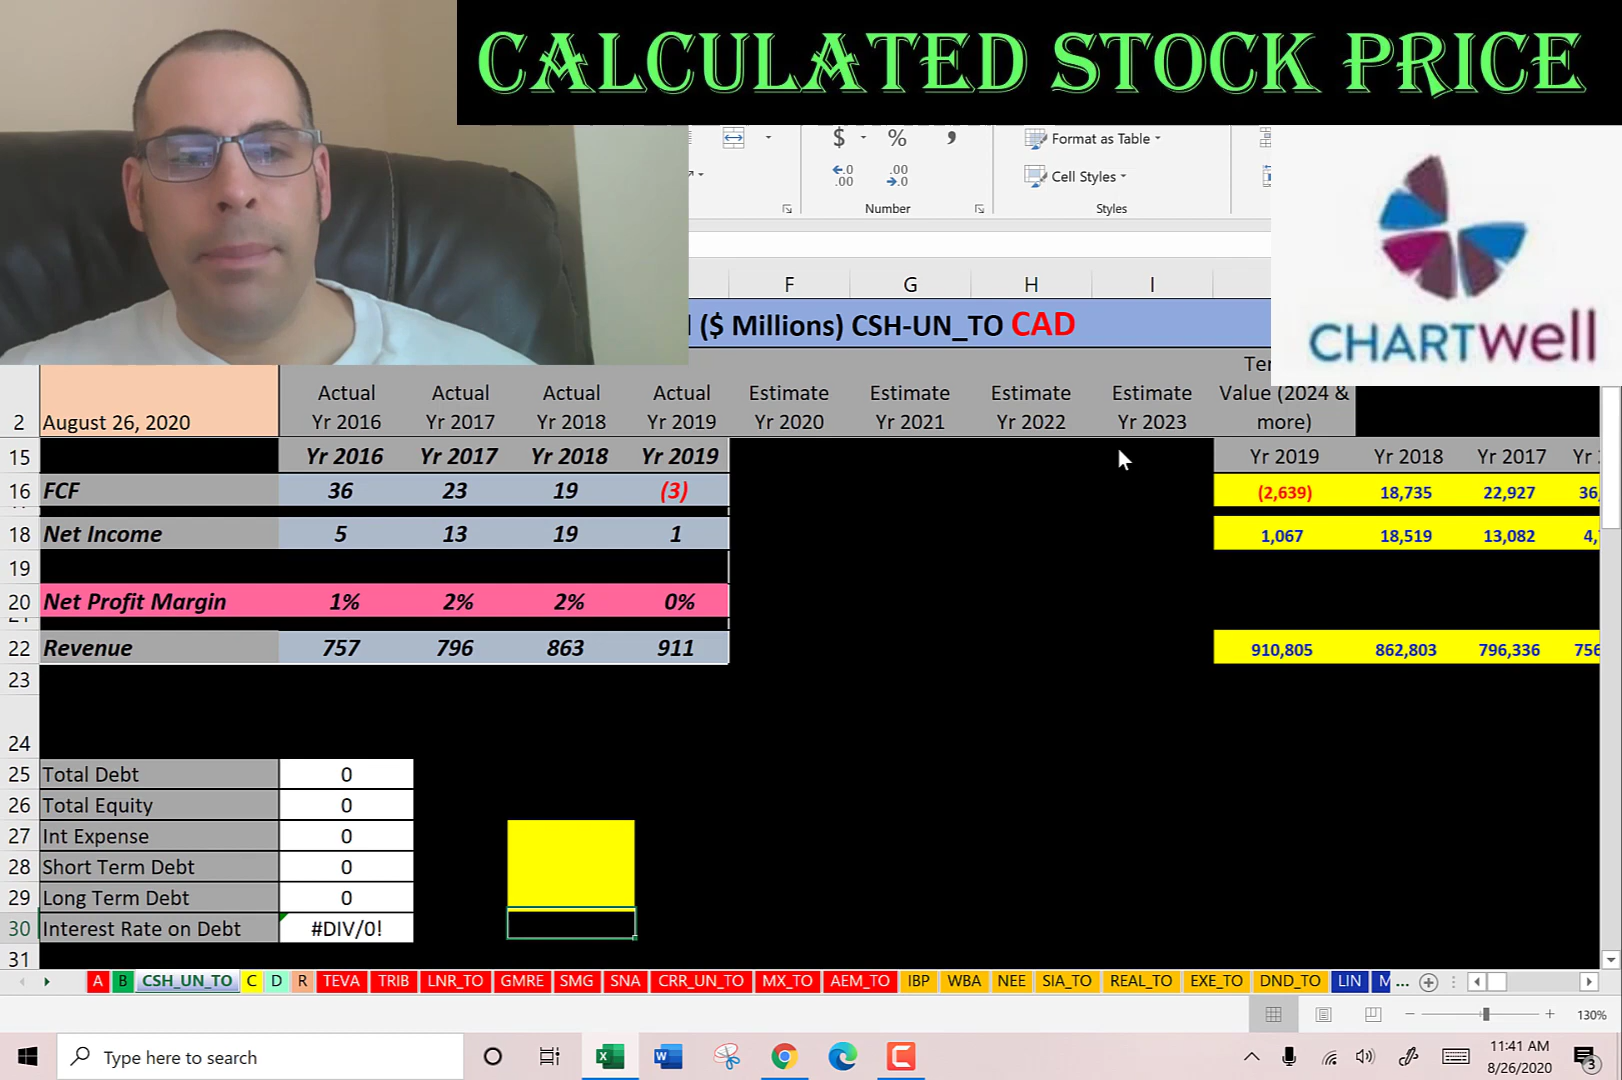 CALCULATED STOCK PRICE
$ % ,
Format as Table
.00
.00
Cell Styles
Number
Styles
F G H I
($ Millions) CSH-UN_TO CAD
CHARTWell
2 August 26, 2020
Actual Yr 2016
Actual Yr 2017
Actual Yr 2018
Actual Yr 2019
Estimate Yr 2020
Estimate Yr 2021
Estimate Yr 2022
Estimate Yr 2023
Value (2024 & more)
15 Yr 2016 Yr 2017 Yr 2018 Yr 2019 Yr 2019 Yr 2018 Yr 2017 Yr
16 FCF 36 23 19 (3) (2,639) 18,735 22,927 36,
18 Net Income 5 13 19 1 1,067 18,519 13,082 4,
19
20 Net Profit Margin 1% 2% 2% 0%
22 Revenue 757 796 863 911 910,805 862,803 796,336 756
23
24
25 Total Debt 0
26 Total Equity 0
27 Int Expense 0
28 Short Term Debt 0
29 Long Term Debt 0
30 Interest Rate on Debt #DIV/0!
31
A B CSH_UN_TO C D R TEVA TRIB LNR_TO GMRE SMG SNA CRR_UN_TO MX_TO AEM_TO IBP WBA NEE SIA_TO REAL_TO EXE_TO DND_TO LIN M ...
130%
Type here to search
11:41 AM
8/26/2020
3